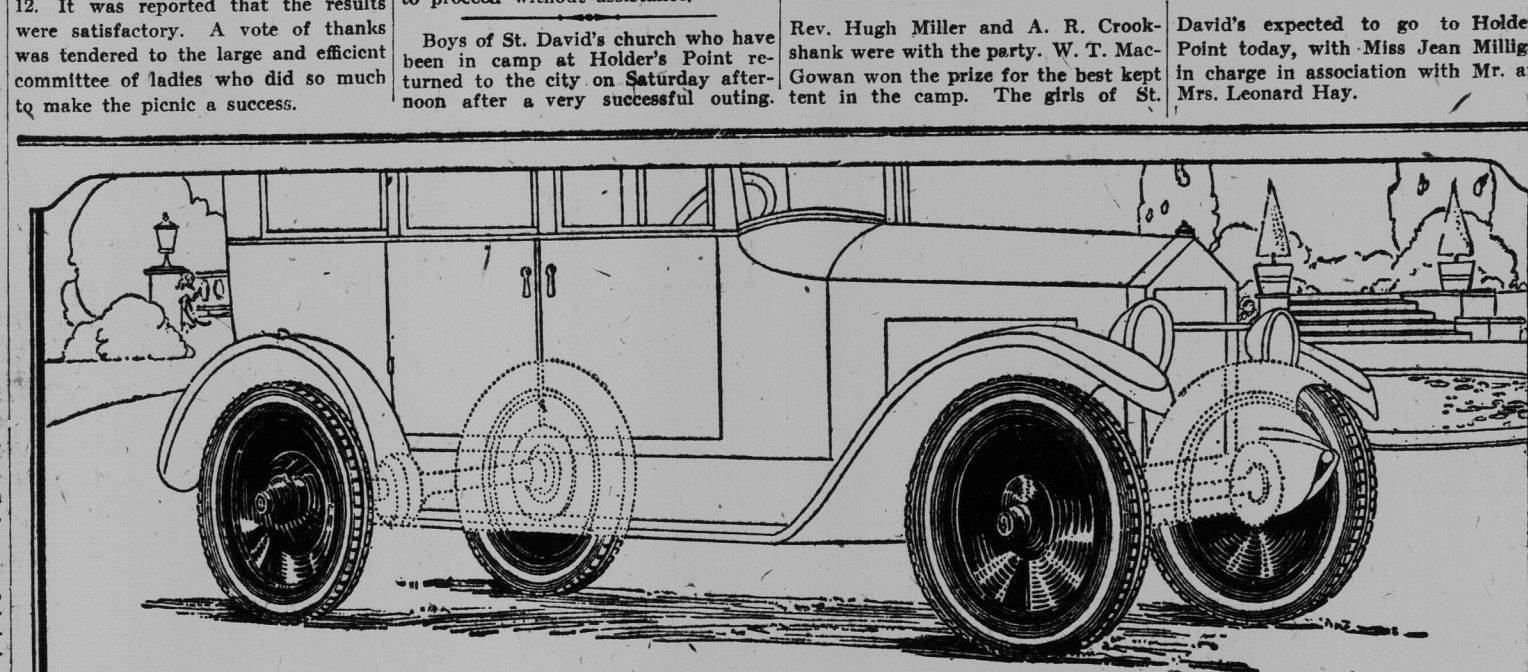 12. It was reported that the results
were satisfactory. A vote of thanks
was tendered to the large and efficient
committee of ladies who did so much
to make the picnic a success.
to proceed without assistance.
Boys of St. David's church who have
been in camp at Holder's Point re-
turned to the city on Saturday after-
noon after a very successful outing.
Rev. Hugh Miller and A. R. Crook-
shank were with the party. W. T. Mac-
Gowan won the prize for the best kept
tent in the camp. The girls of St.
David's expected to go to Holde
Point today, with Miss Jean Millig
in charge in association with Mr. a
Mrs. Leonard Hay.